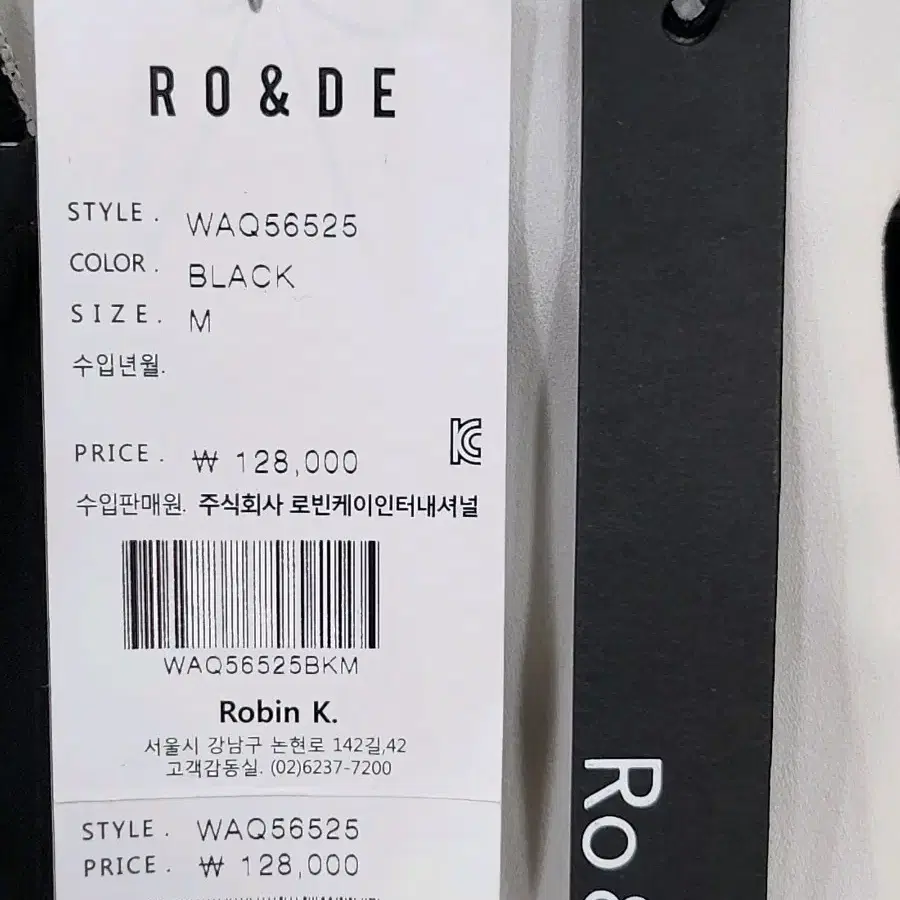 RO&DE
STYLE. WAQ56525
COLOR. BLACK
SIZE. M
수입년월.
PRICE. ₩ 128,000
KC
수입판매원. 주식회사 로빈케이인터내셔널
WAQ56525BKM
Robin K.
서울시 강남구 논현로 142길,42
고객감동실. (02)6237-7200
STYLE. WAQ56525
PRICE. ₩ 128,000
Ro&